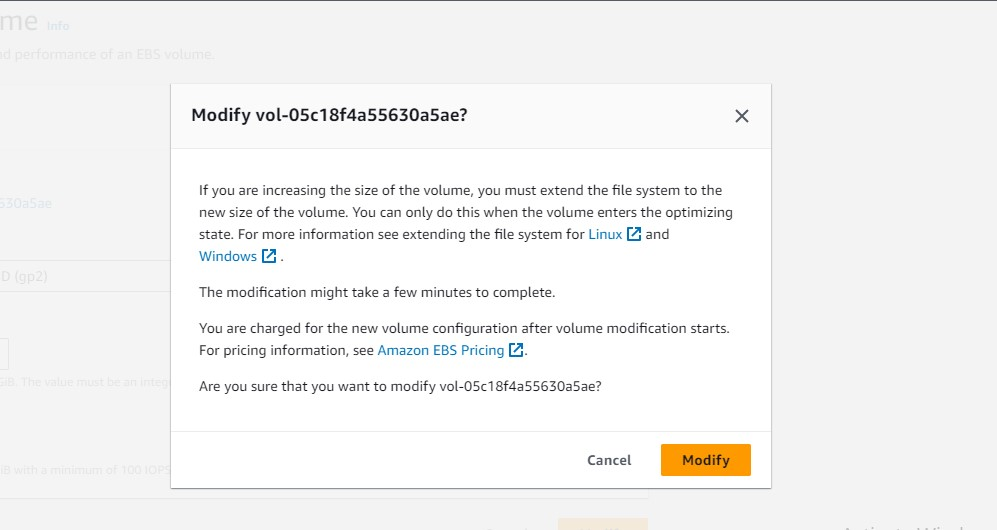 me Info
nd performance of an EBS volume.
Modify vol-05c18f4a55630a5ae?
If you are increasing the size of the volume, you must extend the file system to the
new size of the volume. You can only do this when the volume enters the optimizing
state. For more information see extending the file system for Linux and
Windows .
The modification might take a few minutes to complete.
You are charged for the new volume configuration after volume modification starts.
For pricing information, see Amazon EBS Pricing .
Are you sure that you want to modify vol-05c18f4a55630a5ae?
Cancel Modify
530a5ae
D (gp2)
GiB. The value must be an integ
iB with a minimum of 100 IOPS